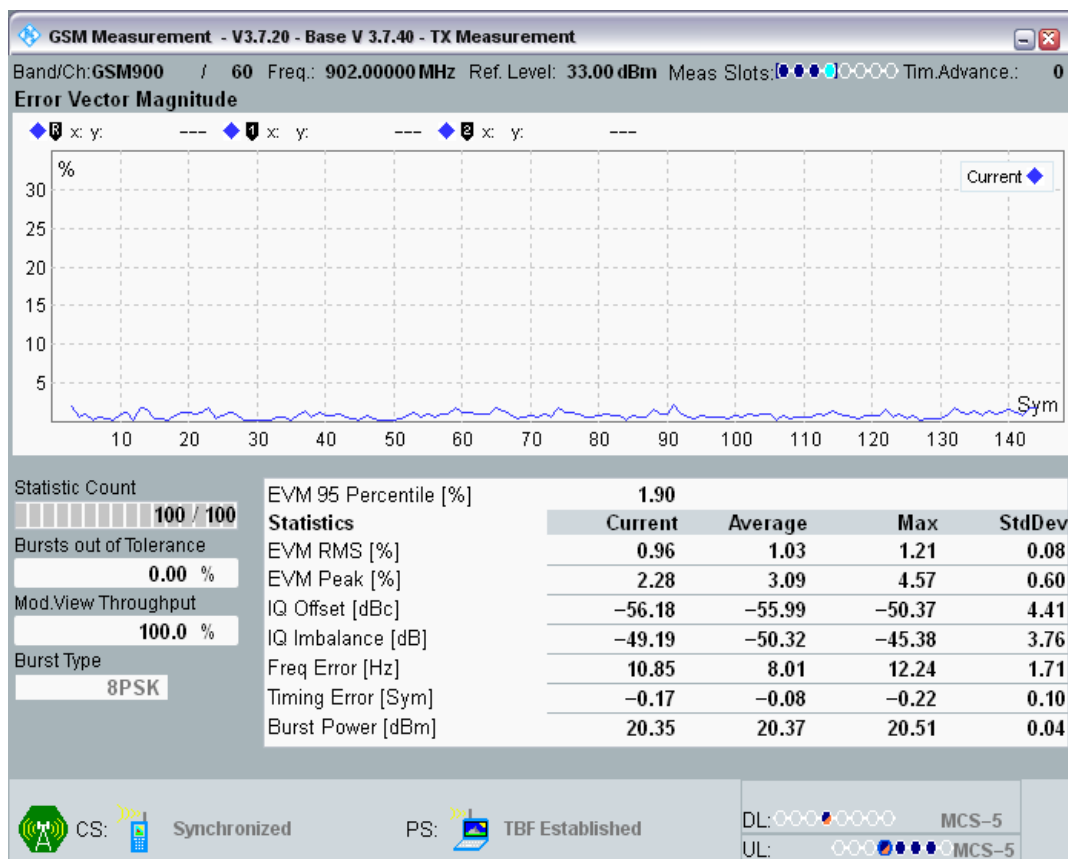 GSM Measurement - V3.7.20 - Base V 3.7.40 - TX Measurement
Band/Ch:GSM900 / 60 Freq.: 902.00000 MHz Ref. Level: 33.00 dBm Meas Slots: Tim.Advance.: 0
Error Vector Magnitude
R x: y: --- 1 x: y: --- 2 x: y: ---
%
Current
30
25
20
15
10
5
Sym
10 20 30 40 50 60 70 80 90 100 110 120 130 140
Statistic Count
100 / 100
Bursts out of Tolerance
0.00 %
Mod.View Throughput
100.0 %
Burst Type
8PSK
EVM 95 Percentile [%] 1.90
Statistics Current Average Max StdDev
EVM RMS [%] 0.96 1.03 1.21 0.08
EVM Peak [%] 2.28 3.09 4.57 0.60
IQ Offset [dBc] −56.18 −55.99 −50.37 4.41
IQ Imbalance [dB] −49.19 −50.32 −45.38 3.76
Freq Error [Hz] 10.85 8.01 12.24 1.71
Timing Error [Sym] −0.17 −0.08 −0.22 0.10
Burst Power [dBm] 20.35 20.37 20.51 0.04
CS: Synchronized PS: TBF Established
DL: MCS−5
UL: MCS−5